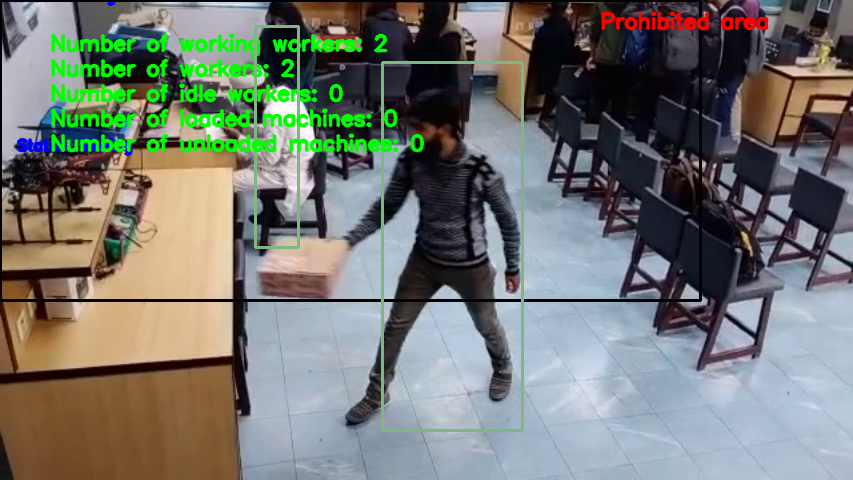 Prohibited area
Number of working workers: 2
Number of workers: 2
Number of idle workers: 0
Number of loaded machines: 0
Number of unloaded machines: 0